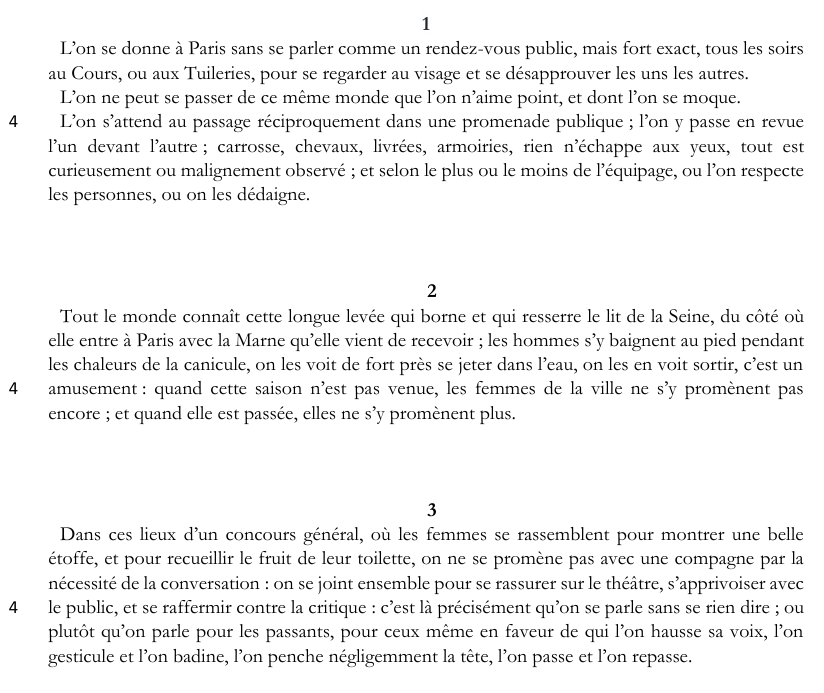 1
L’on se donne à Paris sans se parler comme un rendez-vous public, mais fort exact, tous les soirs
au Cours, ou aux Tuileries, pour se regarder au visage et se désapprouver les uns les autres.
L’on ne peut se passer de ce même monde que l’on n’aime point, et dont l’on se moque.
4 L’on s’attend au passage réciproquement dans une promenade publique ; l’on y passe en revue
l’un devant l’autre ; carrosse, chevaux, livrées, armoiries, rien n’échappe aux yeux, tout est
curieusement ou malignement observé ; et selon le plus ou le moins de l’équipage, ou l’on respecte
les personnes, ou on les dédaigne.
2
Tout le monde connaît cette longue levée qui borne et qui resserre le lit de la Seine, du côté où
elle entre à Paris avec la Marne qu’elle vient de recevoir ; les hommes s’y baignent au pied pendant
les chaleurs de la canicule, on les voit de fort près se jeter dans l’eau, on les en voit sortir, c’est un
4 amusement : quand cette saison n’est pas venue, les femmes de la ville ne s’y promènent pas
encore ; et quand elle est passée, elles ne s’y promènent plus.
3
Dans ces lieux d’un concours général, où les femmes se rassemblent pour montrer une belle
étoffe, et pour recueillir le fruit de leur toilette, on ne se promène pas avec une compagne par la
nécessité de la conversation : on se joint ensemble pour se rassurer sur le théâtre, s’apprivoiser avec
4 le public, et se raffermir contre la critique : c’est là précisément qu’on se parle sans se rien dire ; ou
plutôt qu’on parle pour les passants, pour ceux même en faveur de qui l’on hausse sa voix, l’on
gesticule et l’on badine, l’on penche négligemment la tête, l’on passe et l’on repasse.